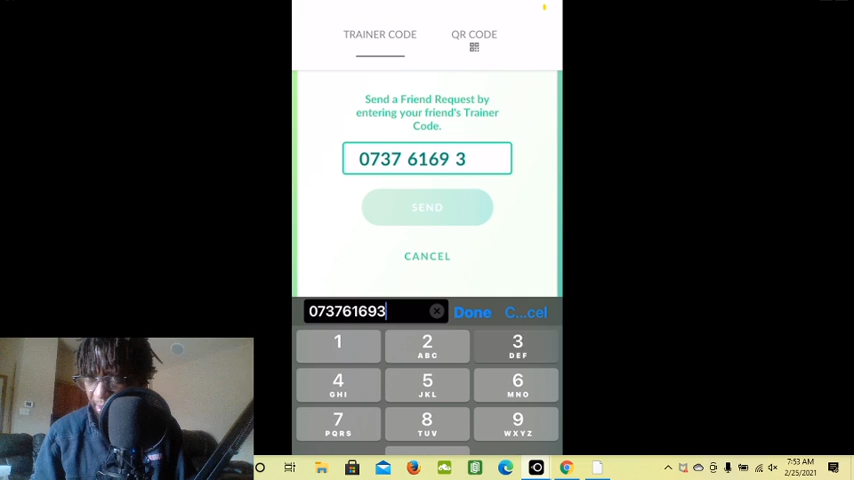 TRAINER CODE
QR CODE
Send a Friend Request by
entering your friend's Trainer
Code.
0737 6169 3
SEND
CANCEL
073761693
Done
C...cel
1
2
ABC
3
DEF
4
GHI
5
JKL
6
MNO
7
PQRS
8
TUV
9
WXYZ
7:53 AM
2/25/2021